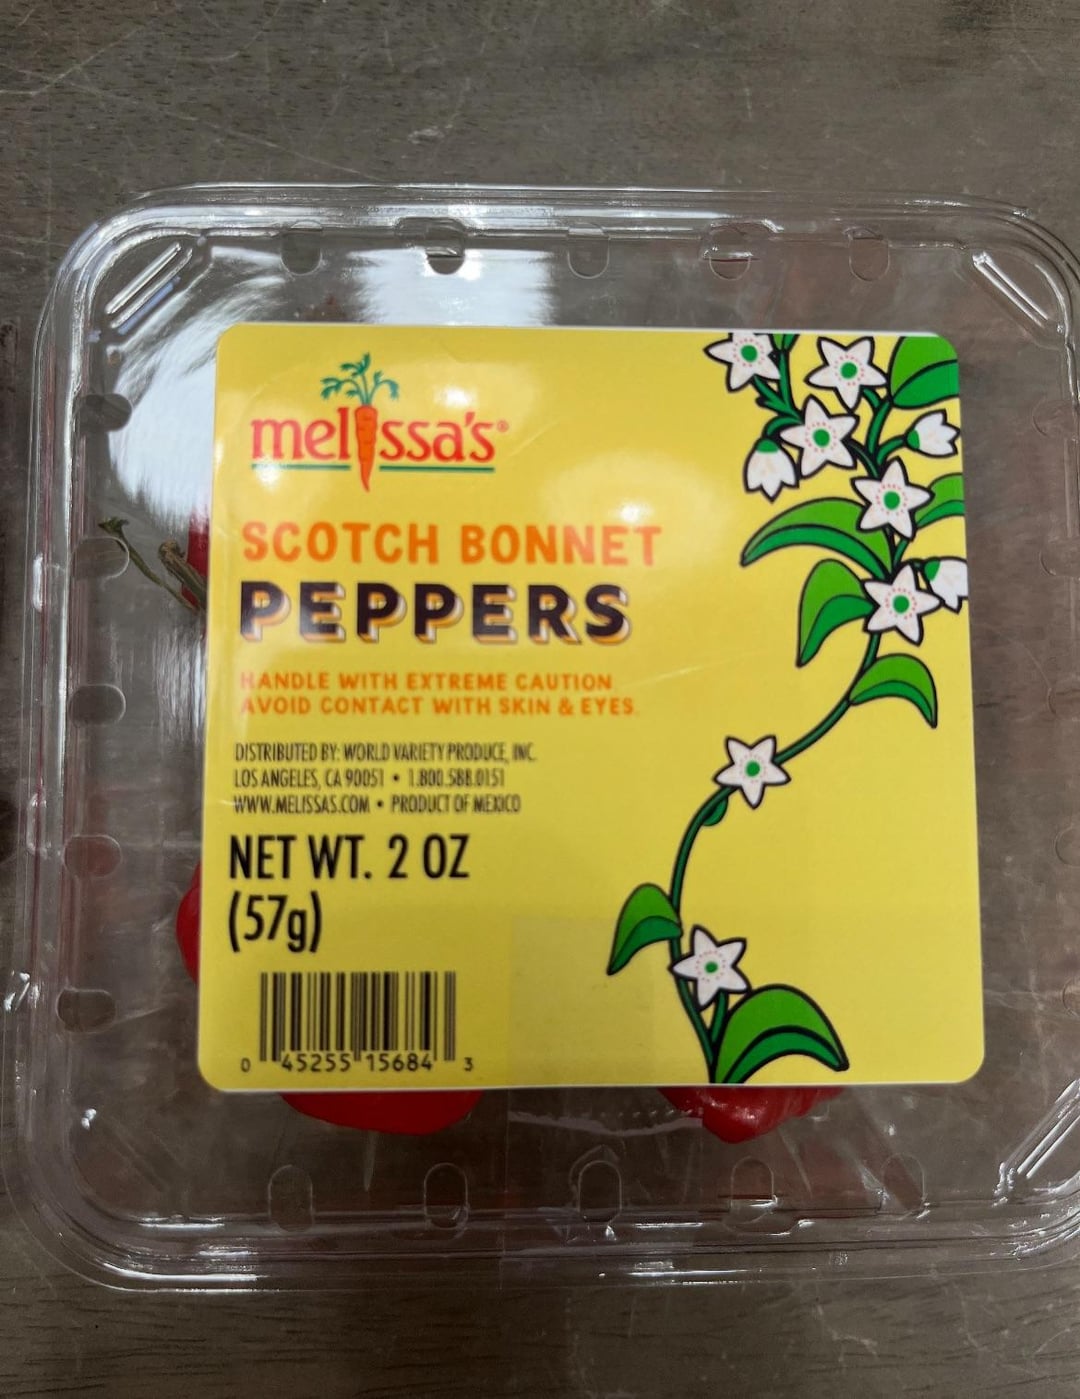 melissa's®
SCOTCH BONNET
PEPPERS
HANDLE WITH EXTREME CAUTION.
AVOID CONTACT WITH SKIN & EYES.
DISTRIBUTED BY: WORLD VARIETY PRODUCE, INC.
LOS ANGELES, CA 90051 • 1.800.588.0151
WWW.MELISSAS.COM • PRODUCT OF MEXICO
NET WT. 2 OZ
(57g)
0 45255 15684 3